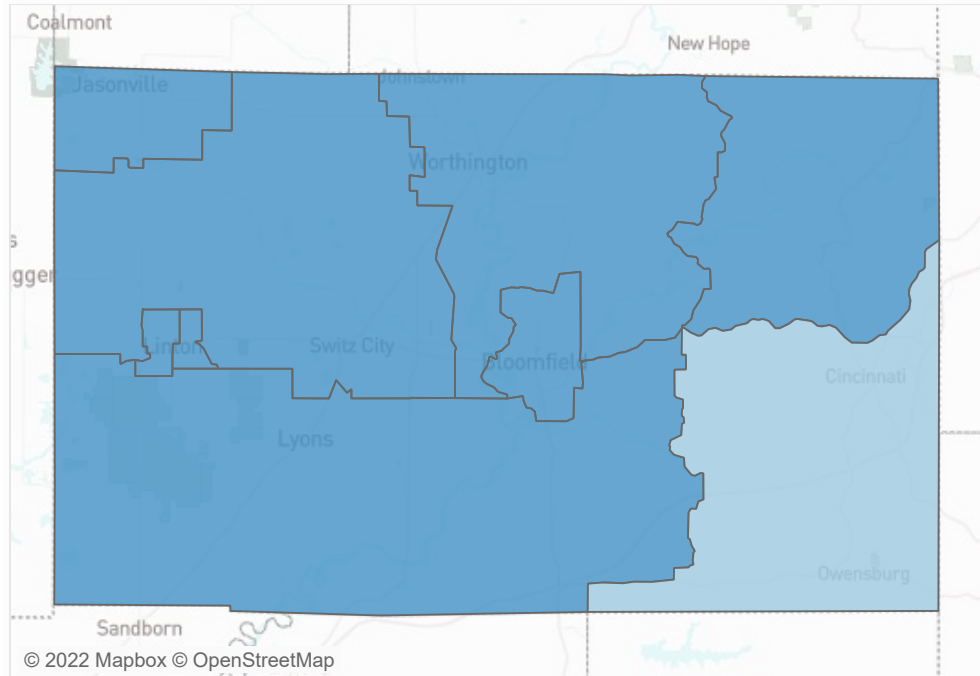 Coalmont
New Hope
Jasonville
Johnstown
Worthington
s
gger
Linton
Switz City
Bloomfield
Cincinnati
Lyons
Owensburg
Sandborn
© 2022 Mapbox © OpenStreetMap